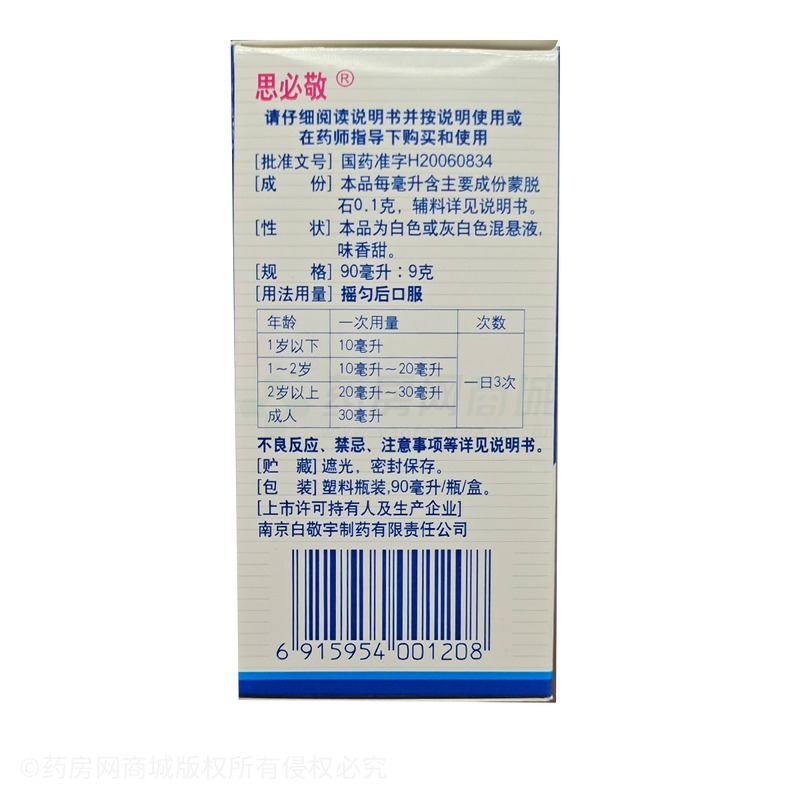 思必敬®
请仔细阅读说明书并按说明使用或
在药师指导下购买和使用
[批准文号] 国药准字H20060834
[成 份] 本品每毫升含主要成份蒙脱
石0.1克，辅料详见说明书。
[性 状] 本品为白色或灰白色混悬液,
味香甜。
[规 格] 90毫升：9克
[用法用量] 摇匀后口服
年龄 一次用量 次数
1岁以下 10毫升
1～2岁 10毫升～20毫升
一日3次
2岁以上 20毫升～30毫升
成人 30毫升
不良反应、禁忌、注意事项等详见说明书。
[贮 藏] 遮光，密封保存。
[包 装] 塑料瓶装,90毫升/瓶/盒。
[上市许可持有人及生产企业]
南京白敬宇制药有限责任公司
6 915954 001208
药房网商城
©药房网商城版权所有侵权必究